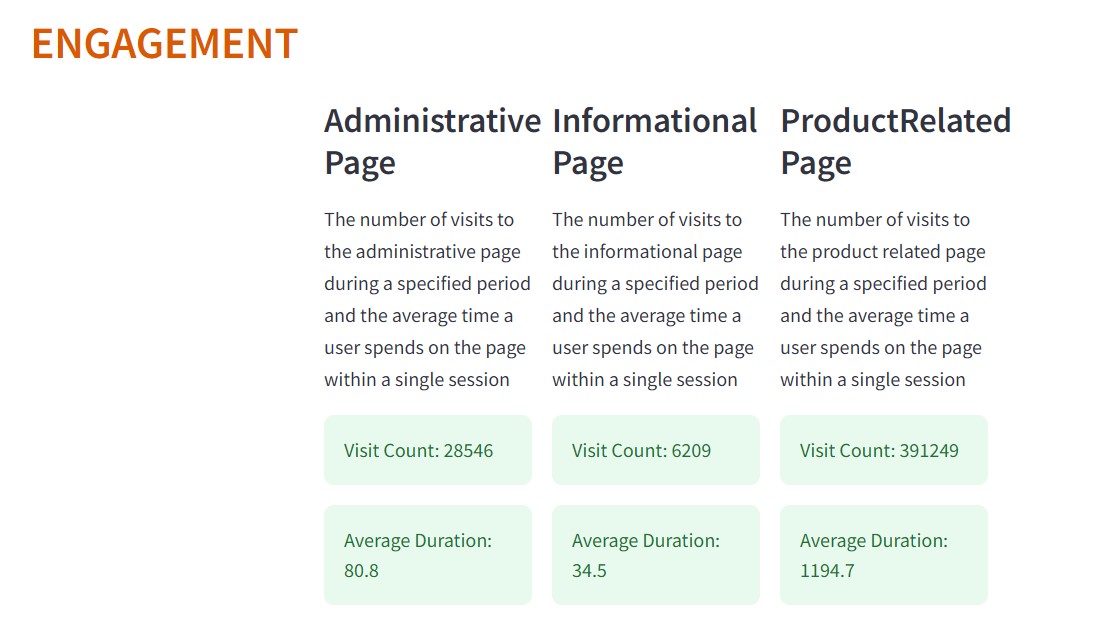 ENGAGEMENT
Administrative
Page
The number of visits to
the administrative page
during a specified period
and the average time a
user spends on the page
within a single session
Visit Count: 28546
Average Duration:
80.8
Informational
Page
The number of visits to
the informational page
during a specified period
and the average time a
user spends on the page
within a single session
Visit Count: 6209
Average Duration:
34.5
ProductRelated
Page
The number of visits to
the product related page
during a specified period
and the average time a
user spends on the page
within a single session
Visit Count: 391249
Average Duration:
1194.7